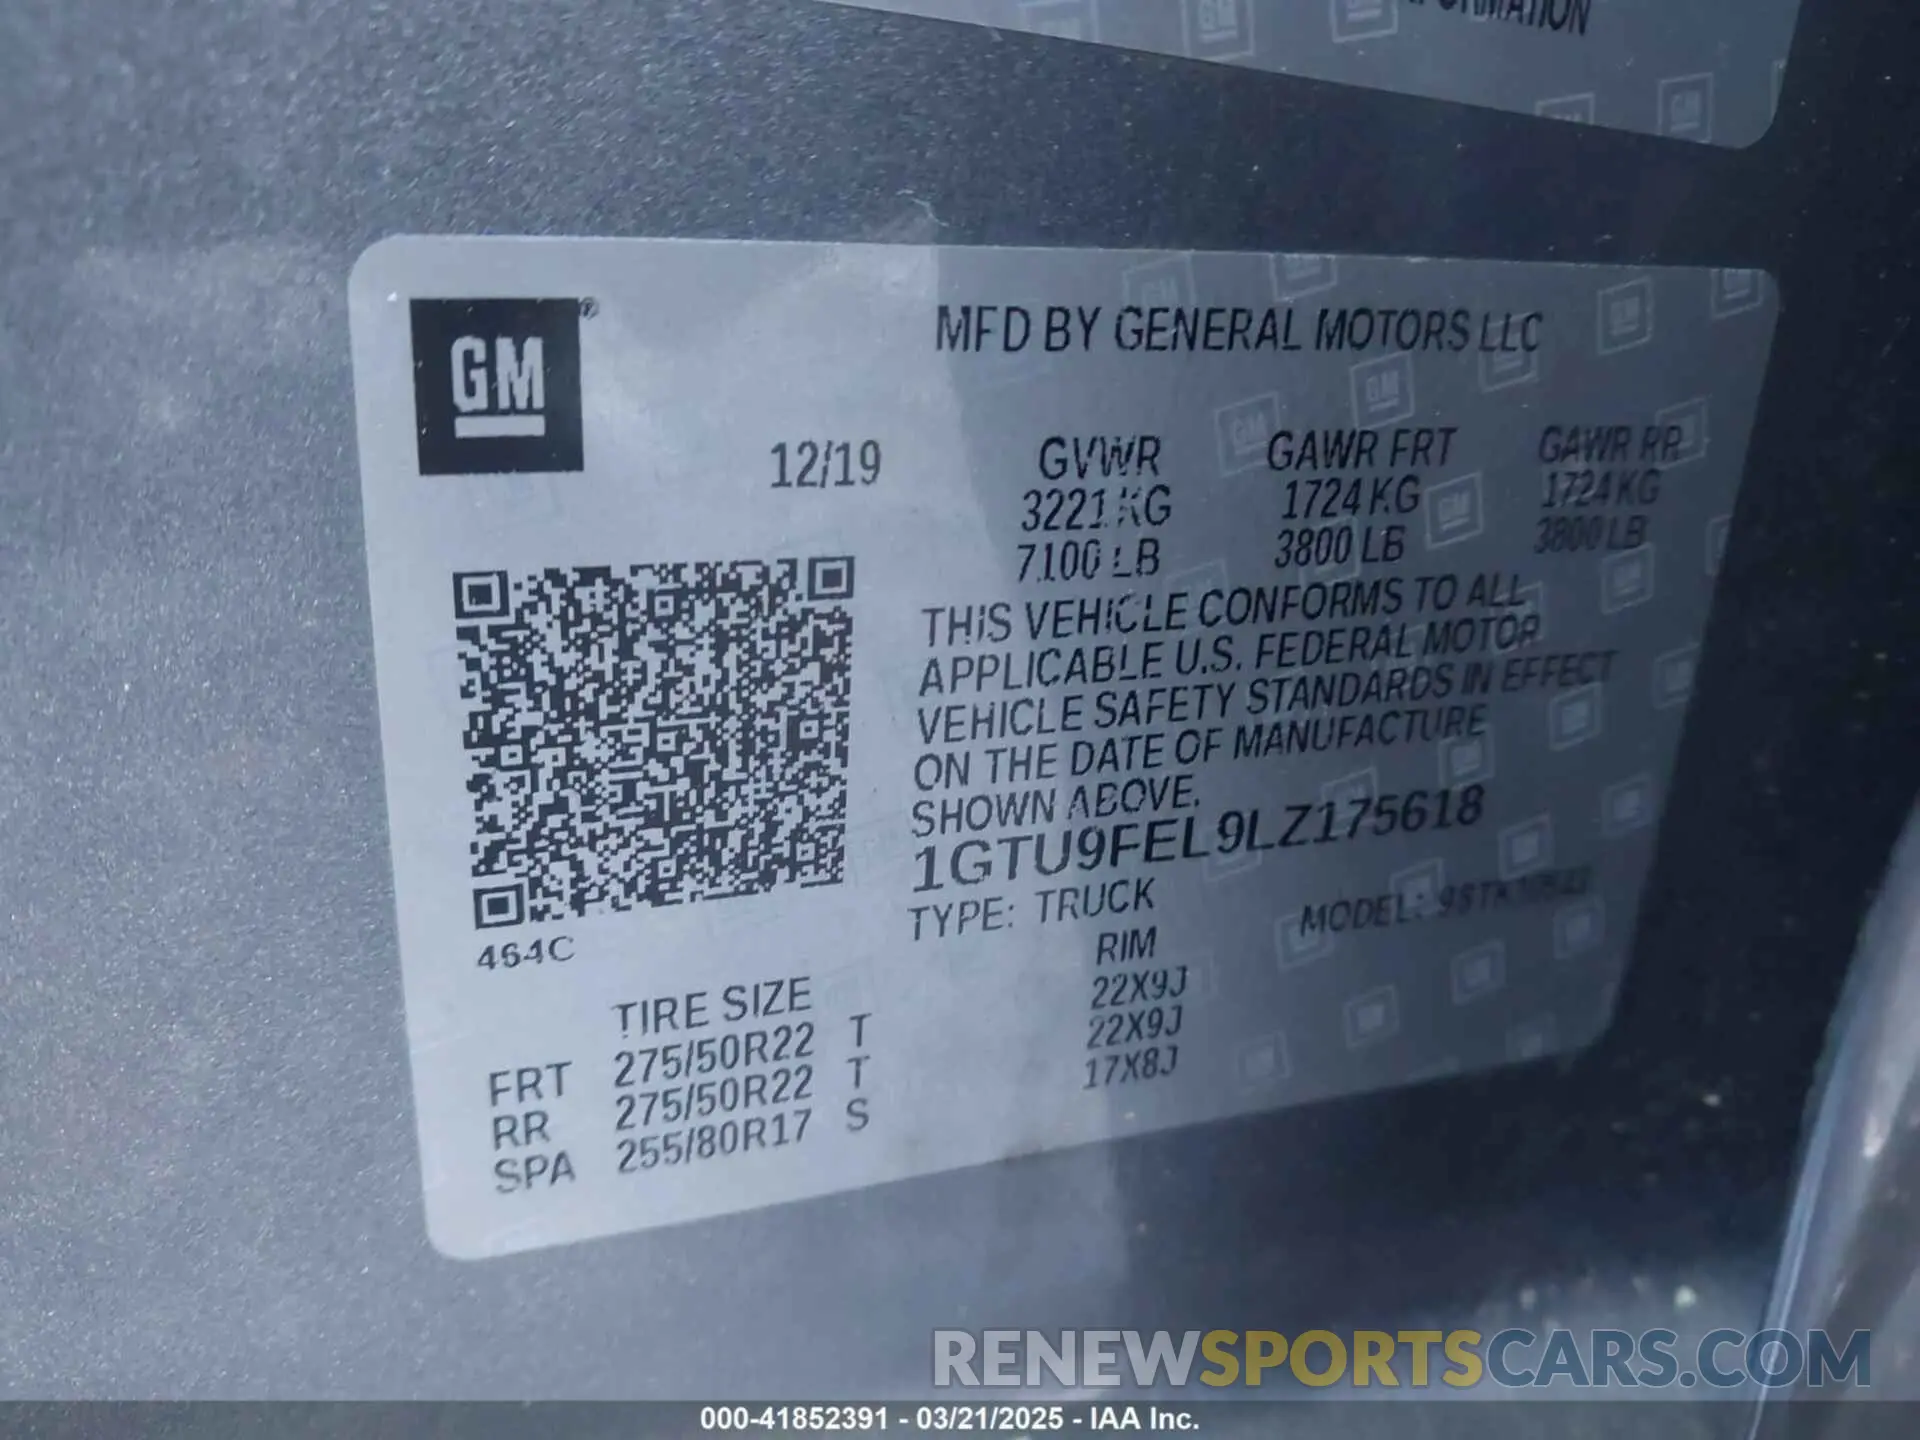 GM®
MFD BY GENERAL MOTORS LLC
12/19
GVWR GAWR FRT GAWR RR
3221 KG 1724 KG 1724 KG
7100 LB 3800 LB 3800 LB
THIS VEHICLE CONFORMS TO ALL
APPLICABLE U.S. FEDERAL MOTOR
VEHICLE SAFETY STANDARDS IN EFFECT
ON THE DATE OF MANUFACTURE
SHOWN ABOVE.
1GTU9FEL9LZ175618
TYPE: TRUCK MODEL:
464C
TIRE SIZE RIM
FRT 275/50R22 T 22X9J
RR 275/50R22 T 22X9J
SPA 255/80R17 S 17X8J
RENEWSPORTSCARS.COM
000-41852391 - 03/21/2025 - IAA Inc.